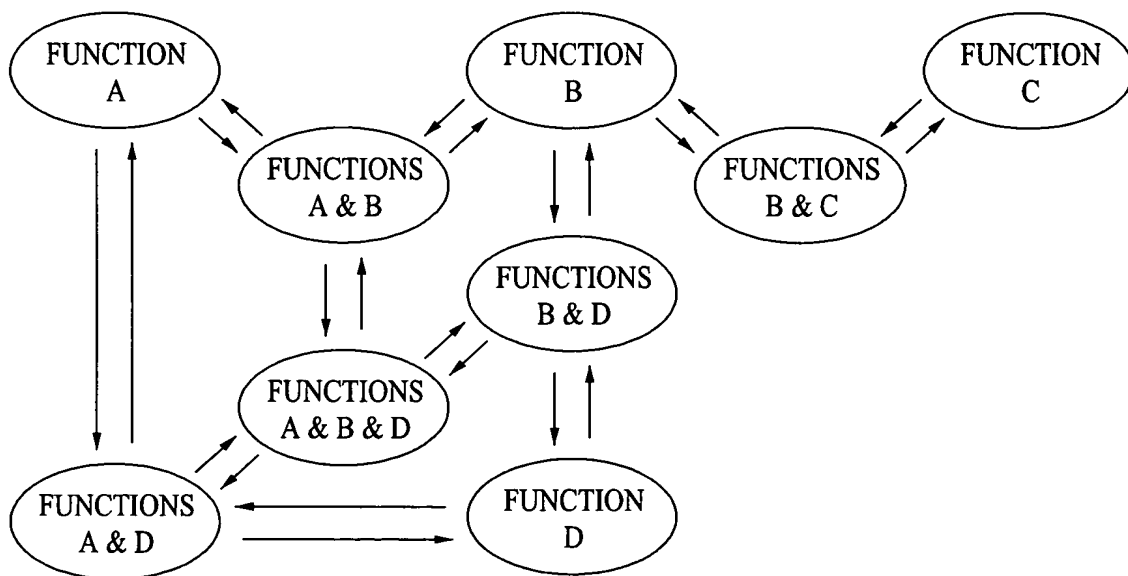 FUNCTION
A
FUNCTION
B
FUNCTION
C
FUNCTIONS
A & B
FUNCTIONS
B & C
FUNCTIONS
B & D
FUNCTIONS
A & B & D
FUNCTIONS
A & D
FUNCTION
D